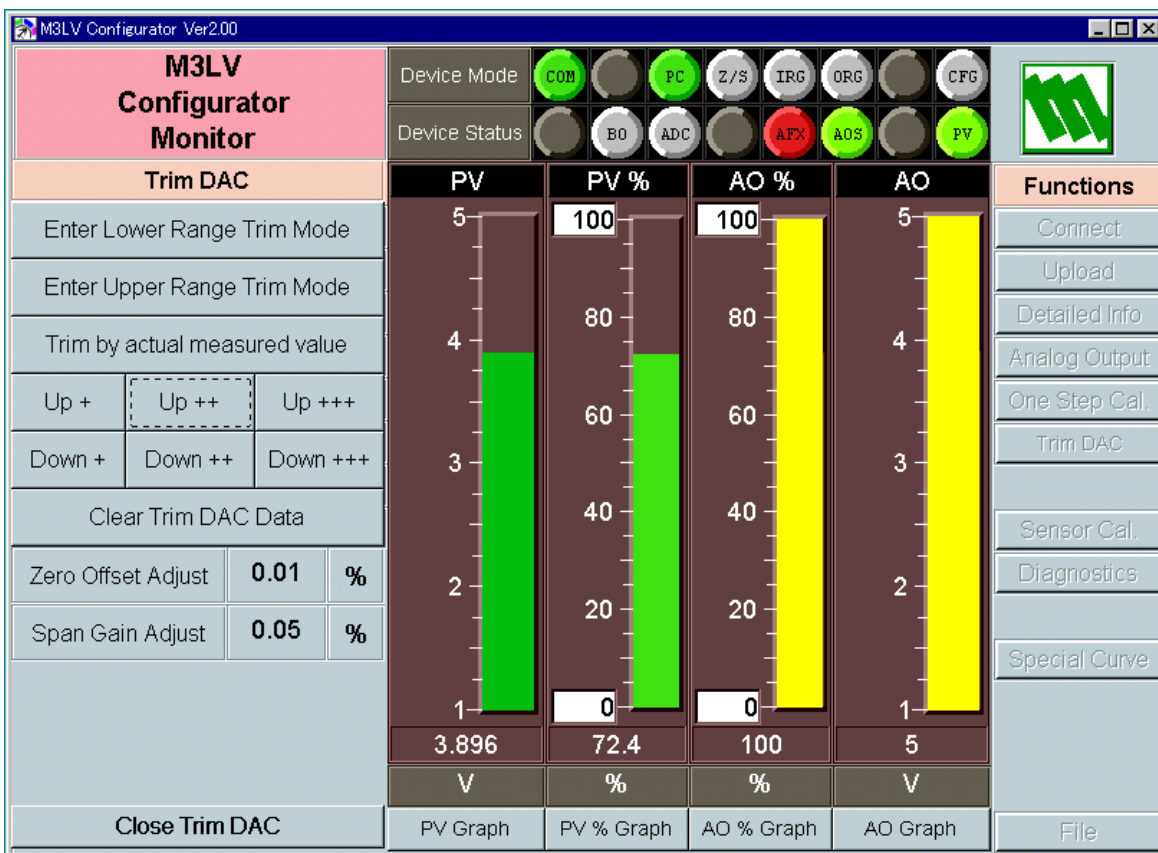 M3LV Configurator Ver2.00
M3LV
Configurator
Monitor
Device Mode COM PC Z/S IRG ORG CFG
Device Status BO ADC AFX AOS PV
Trim DAC
Enter Lower Range Trim Mode
Enter Upper Range Trim Mode
Trim by actual measured value
Up + Up ++ Up +++
Down + Down ++ Down +++
Clear Trim DAC Data
Zero Offset Adjust 0.01 %
Span Gain Adjust 0.05 %
Close Trim DAC
PV
5
4
3
2
1
3.896
V
PV Graph
PV %
100
80
60
40
20
0
72.4
%
PV % Graph
AO %
100
80
60
40
20
0
100
%
AO % Graph
AO
5
4
3
2
1
5
V
AO Graph
Functions
Connect
Upload
Detailed Info
Analog Output
One Step Cal.
Trim DAC
Sensor Cal.
Diagnostics
Special Curve
File